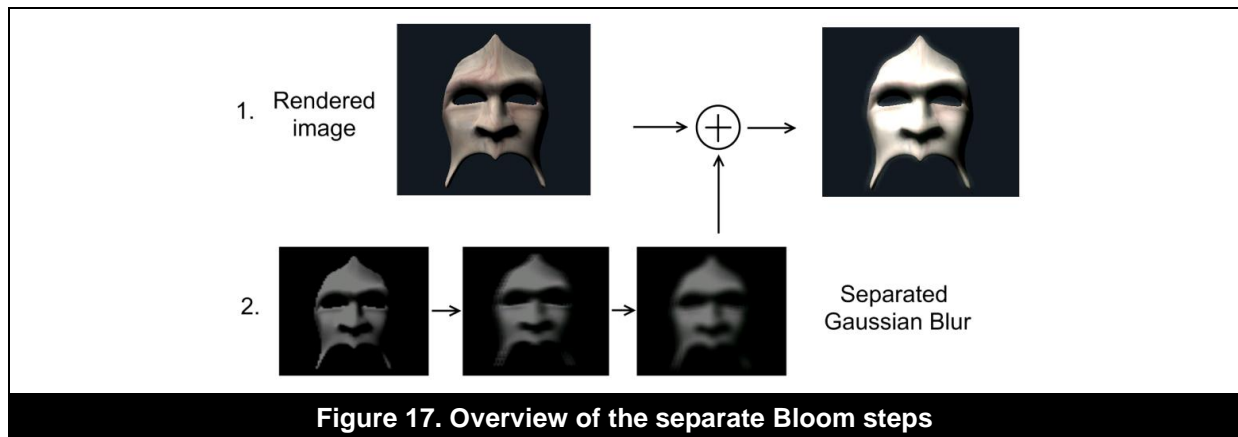 1. Rendered
image
2.
Separated
Gaussian Blur
Figure 17. Overview of the separate Bloom steps